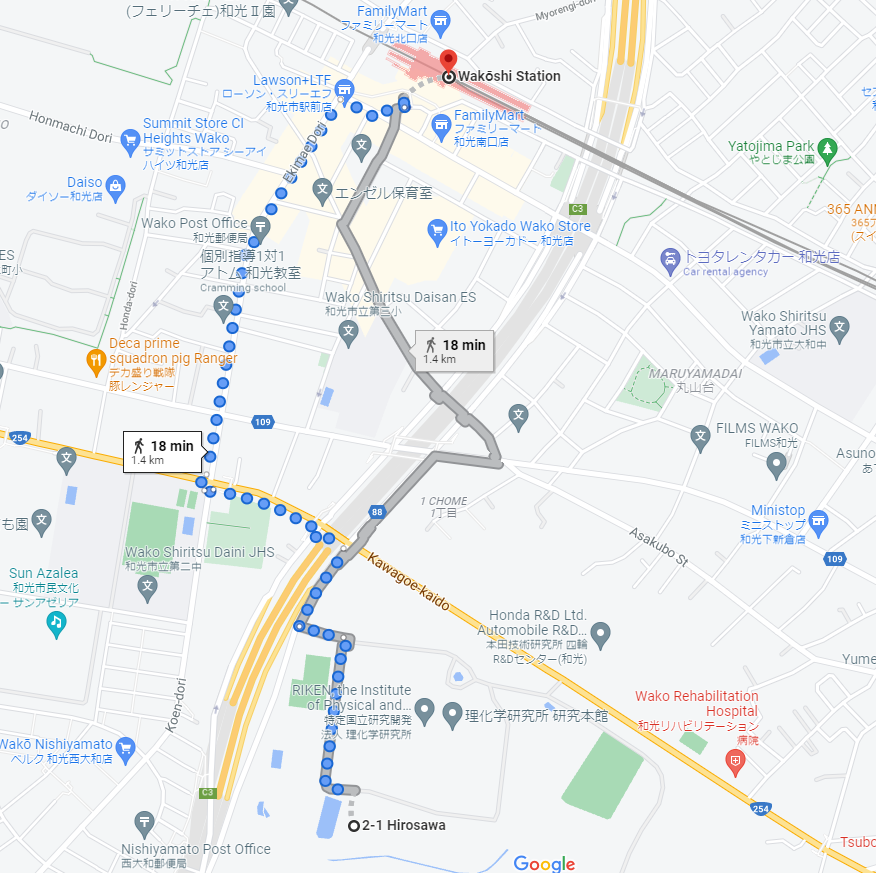 (フェリーチェ)和光Ⅱ園
FamilyMart
ファミリーマート
和光北口店
Myorengi-dori
Wakōshi Station
Lawson+LTF
ローソン・スリーエフ
和光市駅前店
Honmachi Dori
Summit Store CI
Heights Wako
サミットストア シーアイ
ハイツ和光店
FamilyMart
ファミリーマート
和光南口店
Ekimae Dori
Yatojima Park
やとじま公園
Daiso
ダイソー和光店
エンゼル保育室
C3
365 ANN
Wako Post Office
和光郵便局
Ito Yokado Wako Store
イトーヨーカドー 和光店
個別指導1対1
アトム和光教室
Cramming school
トヨタレンタカー 和光店
Car rental agency
ES
町小
Honda-dori
Wako Shiritsu Daisan ES
和光市立第三小
Wako Shiritsu
Yamato JHS
和光市立大和中
Deca prime
squadron pig Ranger
デカ盛り戦隊
豚レンジャー
18 min
1.4 km
MARUYAMADAI
丸山台
109
FILMS WAKO
FILMS和光
254
18 min
1.4 km
Asuno
1 CHOME
1丁目
88
Ministop
ミニストップ
和光下新倉店
も園
Asakubo St
109
Wako Shiritsu Daini JHS
和光市立第二中
Kawagoe-kaido
Sun Azalea
和光市民文化
サンアゼリア
Honda R&D Ltd.
Automobile R&D...
本田技術研究所 四輪
R&Dセンター(和光)
Yume
RIKEN, the Institute
of Physical and...
特定国立研究開発
法人 理化学研究所
理化学研究所 研究本館
Wako Rehabilitation
Hospital
和光リハビリテーション
病院
Koen-dori
Wakō Nishiyamato
ベルク 和光西大和店
C3
254
2-1 Hirosawa
Nishiyamato Post Office
西大和郵便局
Tsubo
Google